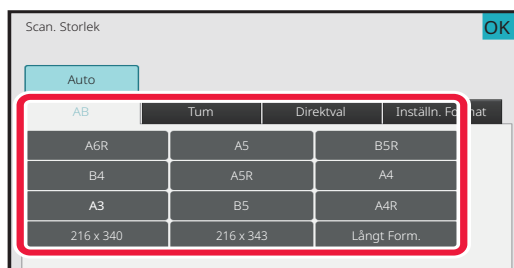 Scan. Storlek OK
Auto
AB Tum Direktval Inställn. Format
A6R A5 B5R
B4 A5R A4
A3 B5 A4R
216 x 340 216 x 343 Långt Form.